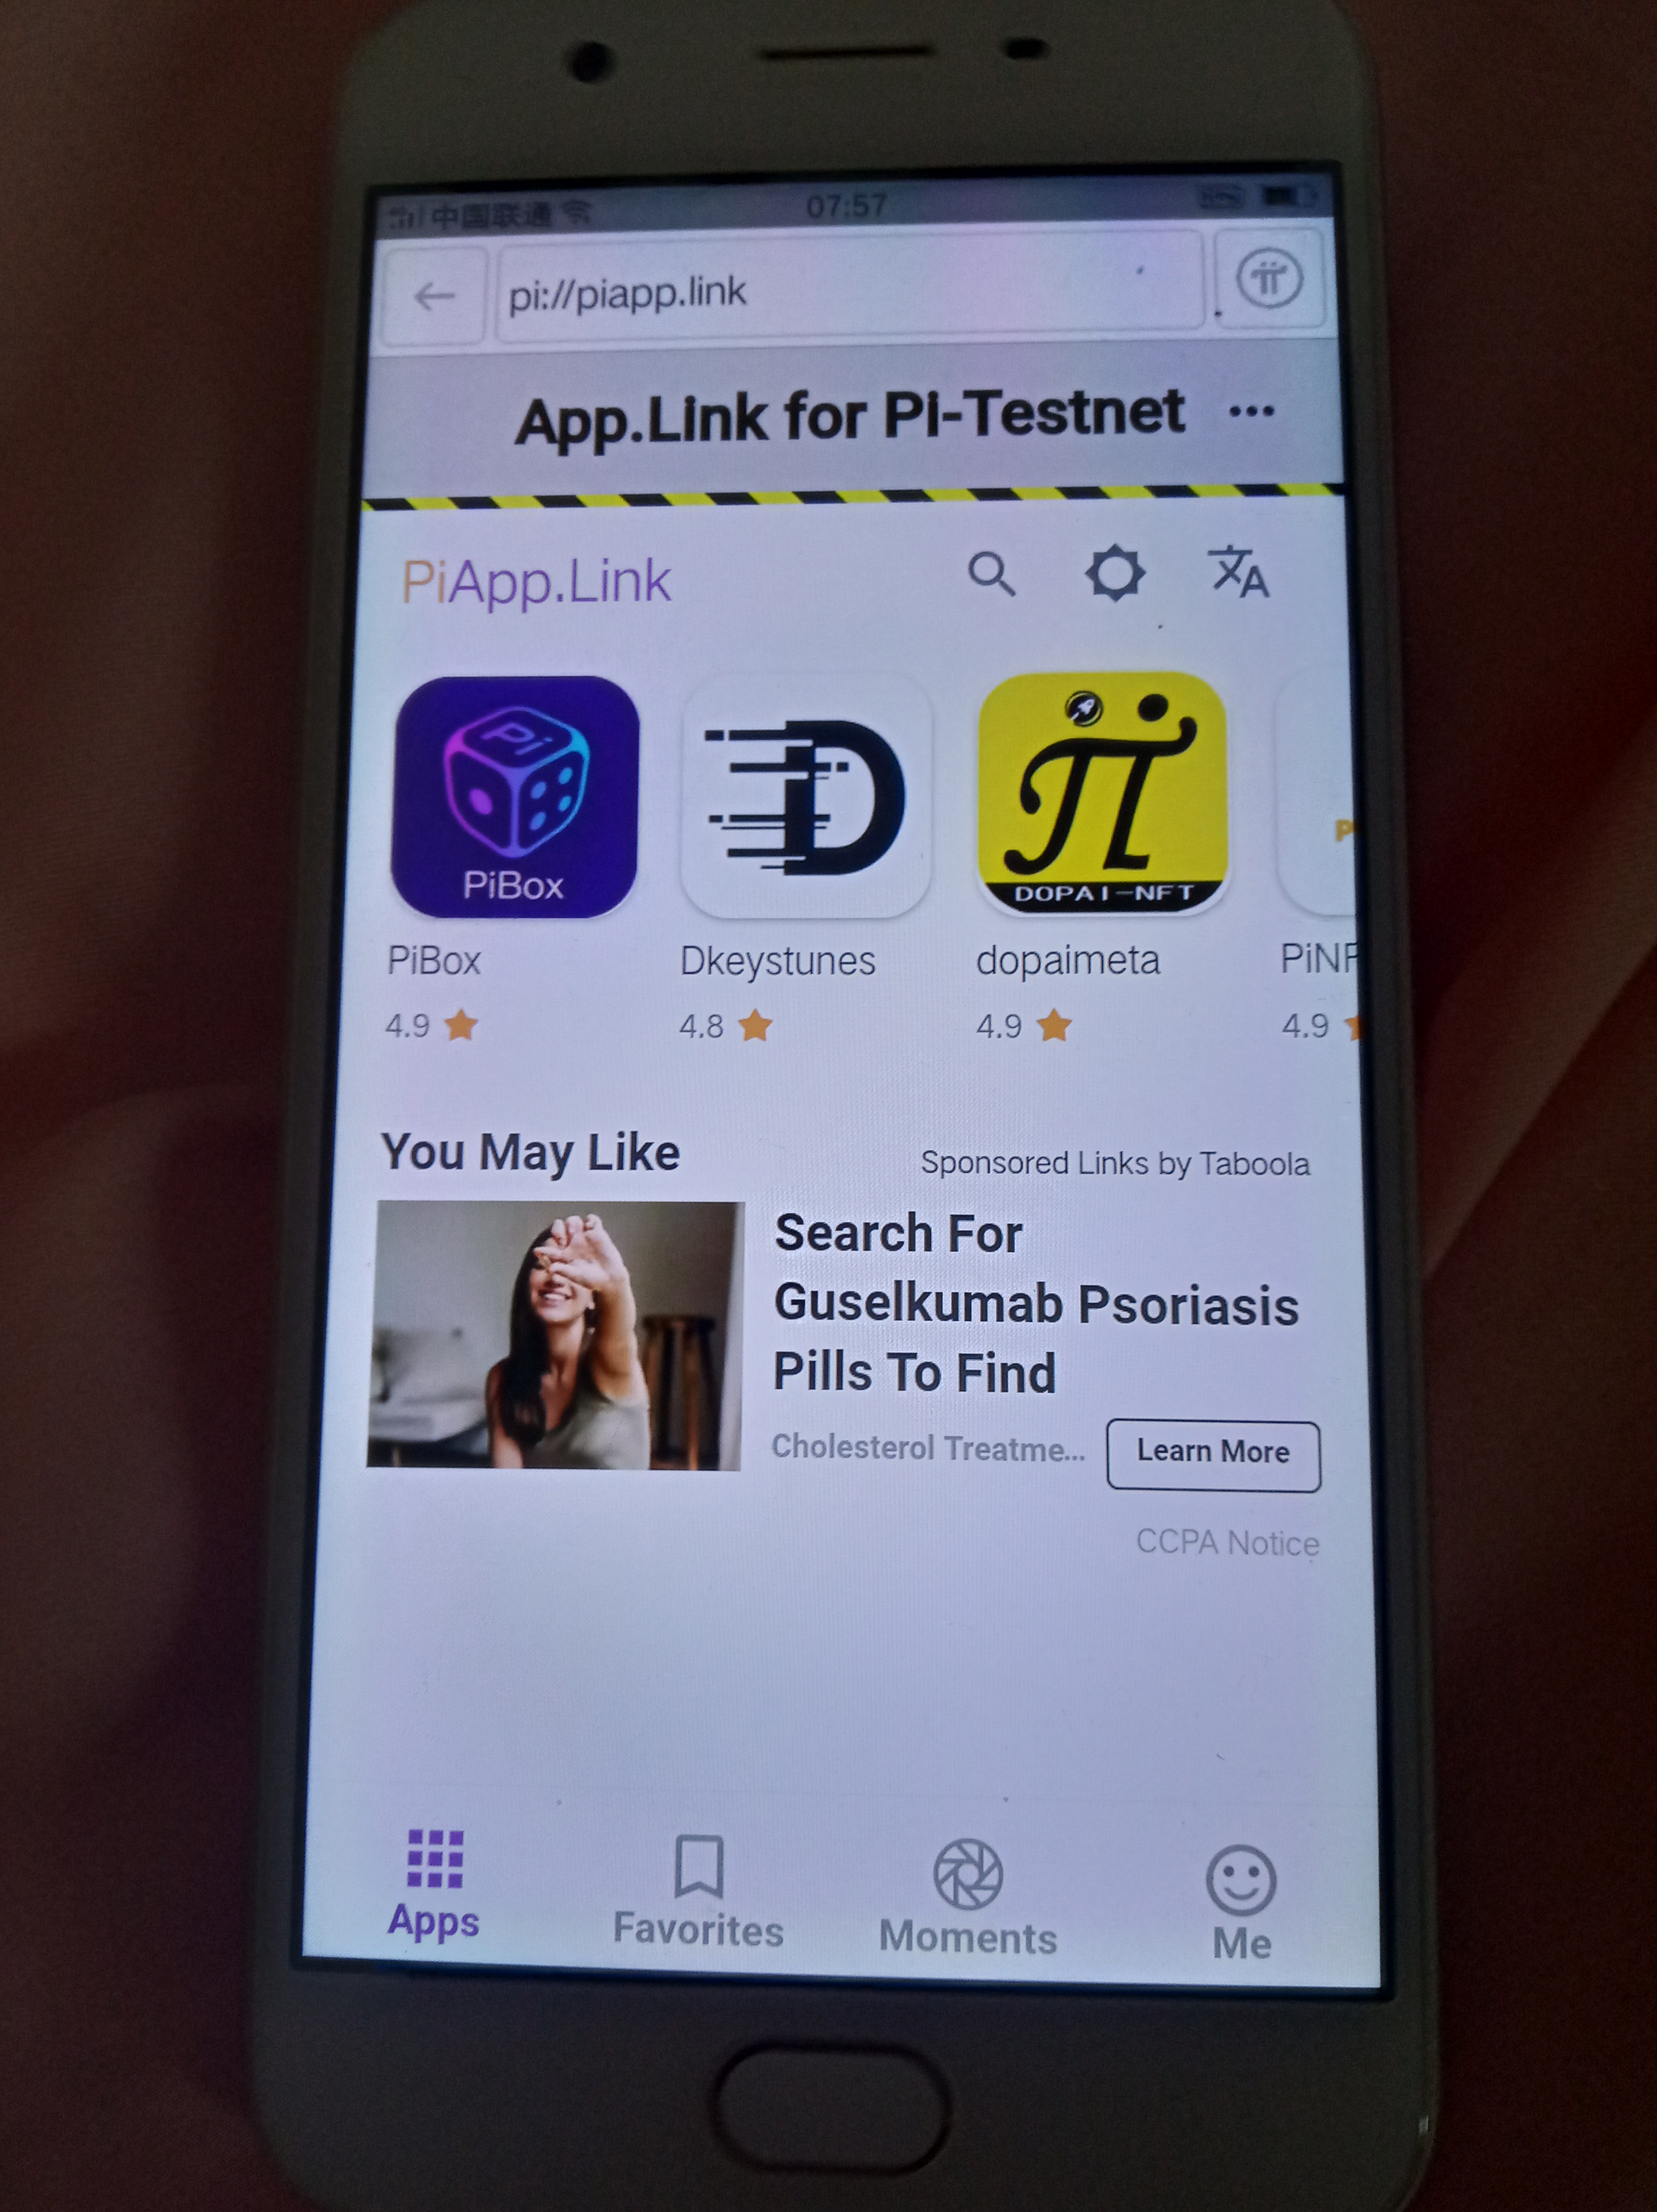 中国联通
07:57
pi://piapp.link
App.Link for Pi-Testnet ...
PiApp.Link
Pi
PiBox
D
DOPAI-NFT
PiBox
Dkeystunes
dopaimeta
4.9
4.8
4.9
4.9
You May Like
Sponsored Links by Taboola
Search For
Guselkumab Psoriasis
Pills To Find
Cholesterol Treatme...
Learn More
CCPA Notice
Apps
Favorites
Moments
Me